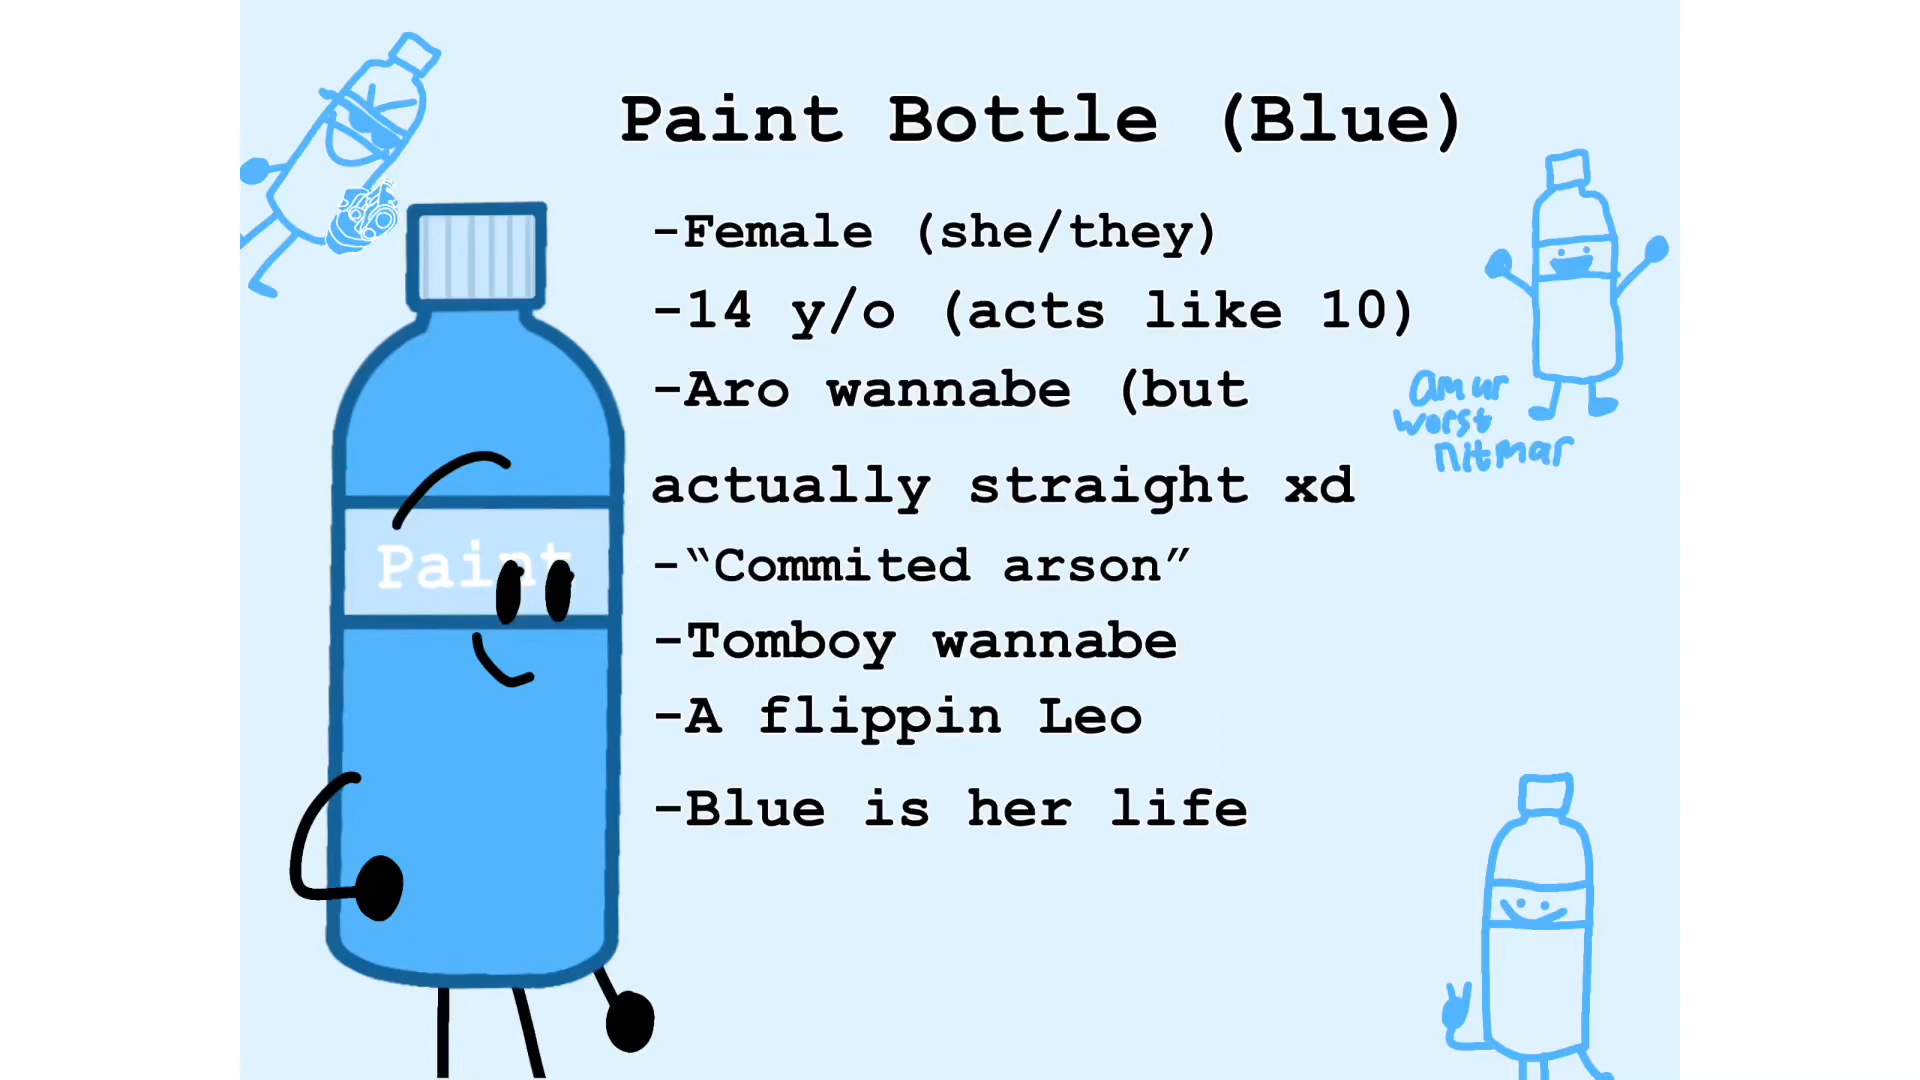 Paint Bottle (Blue)
-Female (she/they)
-14 y/o (acts like 10)
-Aro wannabe (but
actually straight xd
-“Commited arson”
-Tomboy wannabe
-A flippin Leo
-Blue is her life
Paint
am ur
worst
nitmar